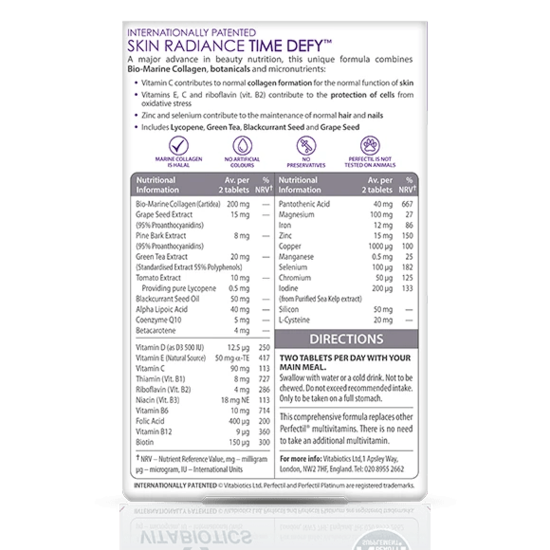 INTERNATIONALLY PATENTED
SKIN RADIANCE TIME DEFY™
A major advance in beauty nutrition, this unique formula combines
Bio-Marine Collagen, botanicals and micronutrients:
• Vitamin C contributes to normal collagen formation for the normal function of skin
• Vitamins E, C and riboflavin (vit. B2) contribute to the protection of cells from
oxidative stress
• Zinc and selenium contribute to the maintenance of normal hair and nails
• Includes Lycopene, Green Tea, Blackcurrant Seed and Grape Seed
MARINE COLLAGEN IS HALAL
NO ARTIFICIAL COLOURS
NO PRESERVATIVES
PERFECTIL IS NOT TESTED ON ANIMALS
Nutritional Information Av. per 2 tablets % NRV†
Bio-Marine Collagen (Cartidea) 200 mg —
Grape Seed Extract 15 mg —
(95% Proanthocyanidins)
Pine Bark Extract 8 mg —
(95% Proanthocyanidins)
Green Tea Extract 20 mg —
(Standardised Extract 55% Polyphenols)
Tomato Extract 10 mg —
Providing pure Lycopene 0.5 mg —
Blackcurrant Seed Oil 50 mg —
Alpha Lipoic Acid 40 mg —
Coenzyme Q10 5 mg —
Betacarotene 4 mg —
Vitamin D (as D3 500 IU) 12.5 µg 250
Vitamin E (Natural Source) 50 mg α-TE 417
Vitamin C 90 mg 113
Thiamin (Vit. B1) 8 mg 727
Riboflavin (Vit. B2) 4 mg 286
Niacin (Vit. B3) 18 mg NE 113
Vitamin B6 10 mg 714
Folic Acid 400 µg 200
Vitamin B12 9 µg 360
Biotin 150 µg 300
† NRV – Nutrient Reference Value, mg – milligram
µg – microgram, IU – International Units
Nutritional Information Av. per 2 tablets % NRV†
Pantothenic Acid 40 mg 667
Magnesium 100 mg 27
Iron 12 mg 86
Zinc 15 mg 150
Copper 1000 µg 100
Manganese 0.5 mg 25
Selenium 100 µg 182
Chromium 50 µg 125
Iodine 200 µg 133
(from Purified Sea Kelp extract)
Silicon 50 mg —
L-Cysteine 20 mg —
DIRECTIONS
TWO TABLETS PER DAY WITH YOUR
MAIN MEAL.
Swallow with water or a cold drink. Not to be
chewed. Do not exceed recommended intake.
Only to be taken on a full stomach.
This comprehensive formula replaces other
Perfectil® multivitamins. There is no need
to take an additional multivitamin.
For more info: Vitabiotics Ltd, 1 Apsley Way,
London, NW2 7HF, England. Tel: 020 8955 2662
INTERNATIONALLY PATENTED © Vitabiotics Ltd. Perfectil and Perfectil Platinum are registered trademarks.
VITABIOTICS